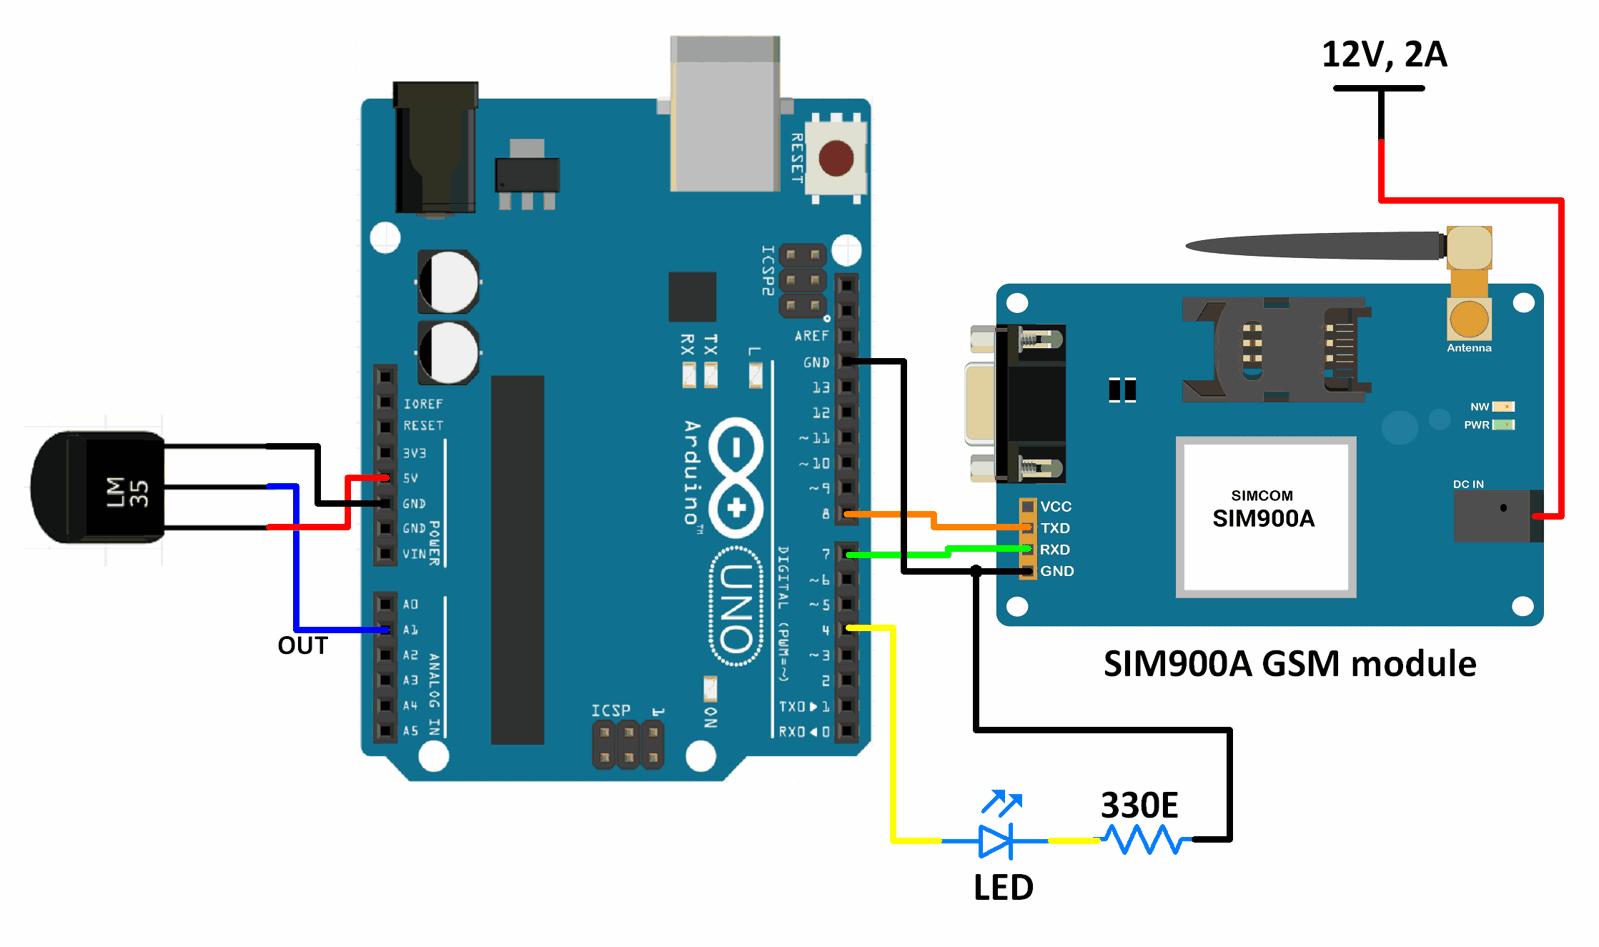 12V, 2A
RESET
ICSP2
AREF
GND
13
12
~11
~10
~9
8
7
~6
~5
4
~3
2
TX0▶1
RX0◀0
DIGITAL (PWM=~)
RX
TX
L
Arduino™
UNO
ON
ICSP
1
IOREF
RESET
3V3
5V
GND
GND
VIN
POWER
A0
A1
A2
A3
A4
A5
ANALOG IN
LM
35
OUT
Antenna
NW
PWR
DC IN
SIMCOM
SIM900A
VCC
TXD
RXD
GND
SIM900A GSM module
330E
LED